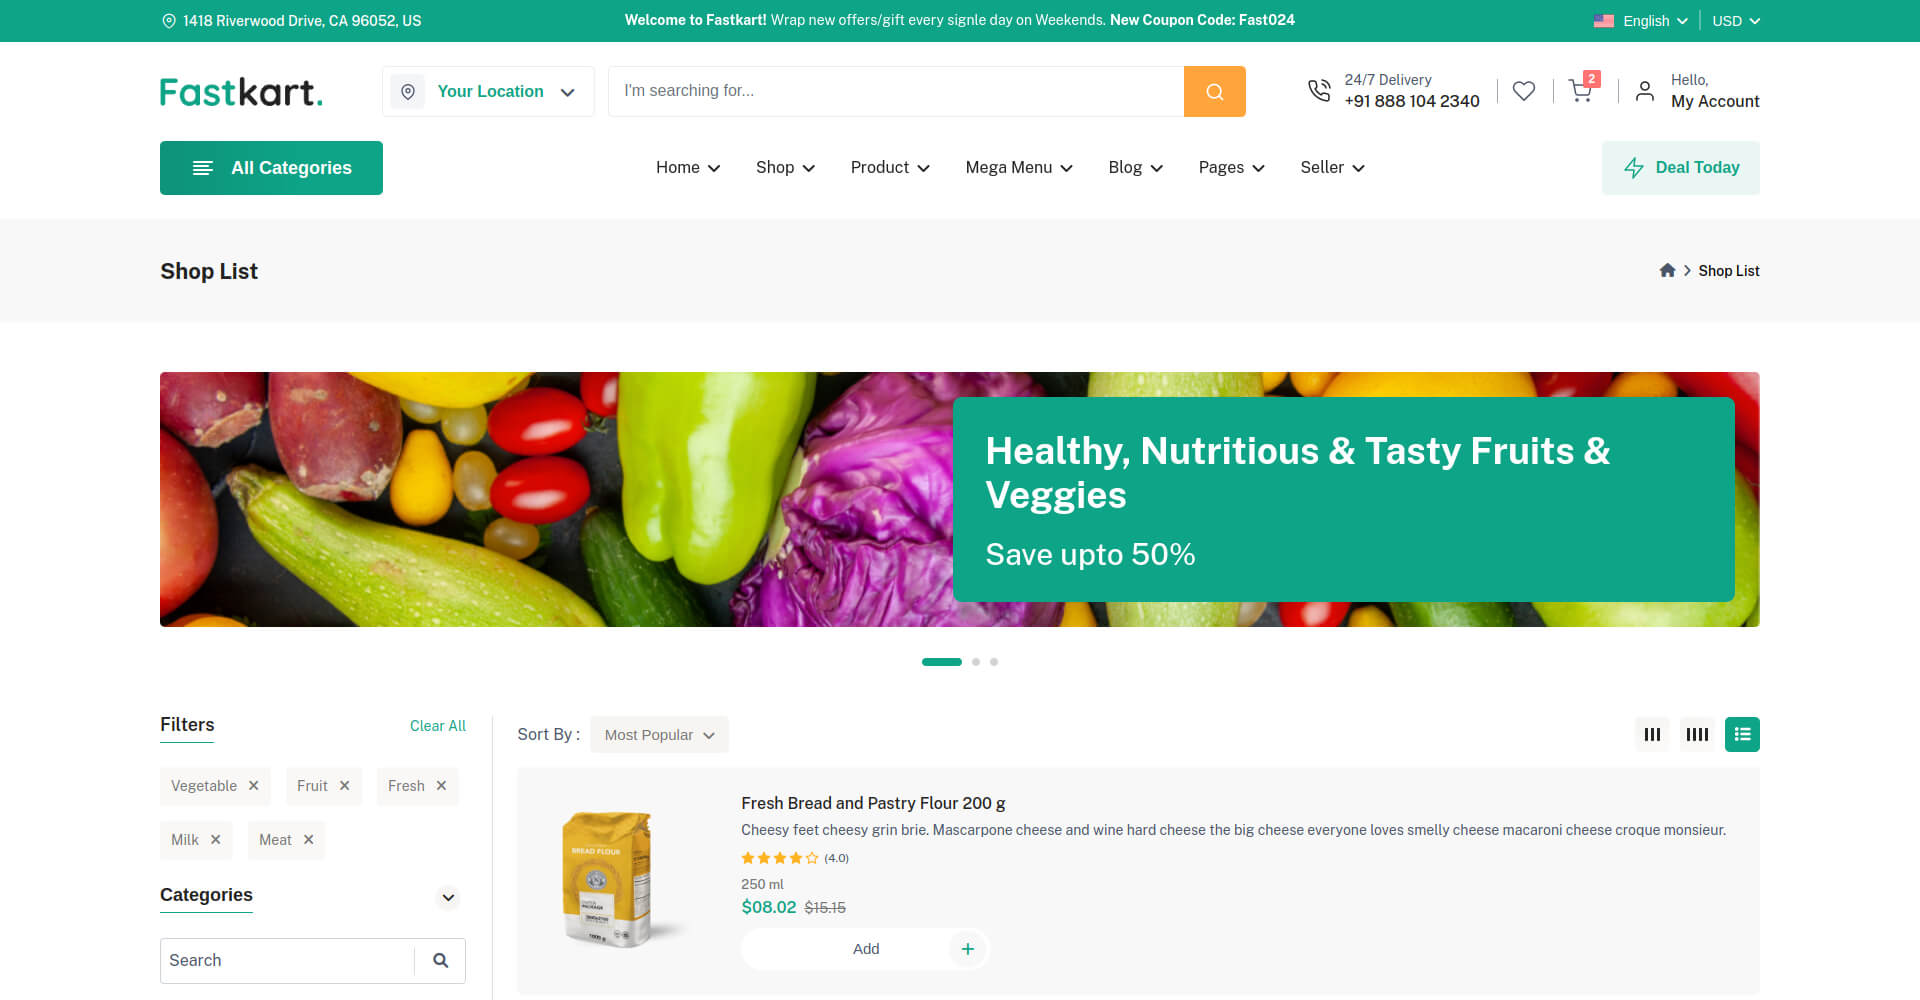 1418 Riverwood Drive, CA 96052, US
Welcome to Fastkart! Wrap new offers/gift every signle day on Weekends. New Coupon Code: Fast024
English
USD
Fastkart.
Your Location
I'm searching for...
24/7 Delivery
+91 888 104 2340
2
Hello,
My Account
All Categories
Home
Shop
Product
Mega Menu
Blog
Pages
Seller
Deal Today
Shop List
Shop List
Healthy, Nutritious & Tasty Fruits &
Veggies
Save upto 50%
Filters
Clear All
Vegetable
Fruit
Fresh
Milk
Meat
Categories
Search
Sort By :
Most Popular
BREAD FLOUR
Fresh Bread and Pastry Flour 200 g
Cheesy feet cheesy grin brie. Mascarpone cheese and wine hard cheese the big cheese everyone loves smelly cheese macaroni cheese croque monsieur.
(4.0)
250 ml
$08.02 $15.15
Add
+